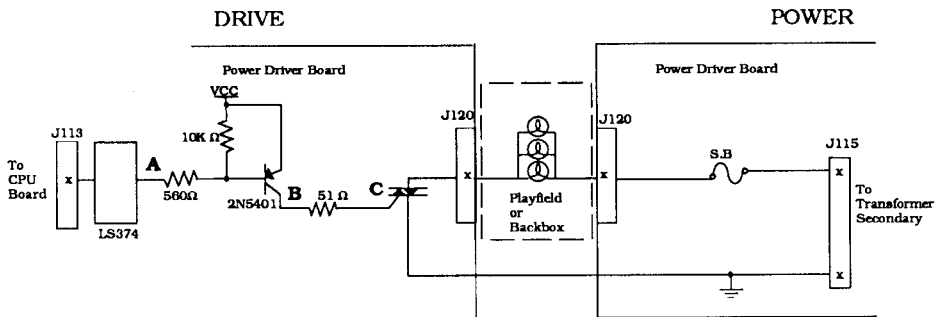 DRIVE
POWER
Power Driver Board
Power Driver Board
VCC
J113
10K Ω
J120
J120
J115
To
CPU
Board
x
A
560Ω
2N5401
B
51 Ω
C
x
x
S.B
x
To
Transformer
Secondary
LS374
Playfield
or
Backbox
x